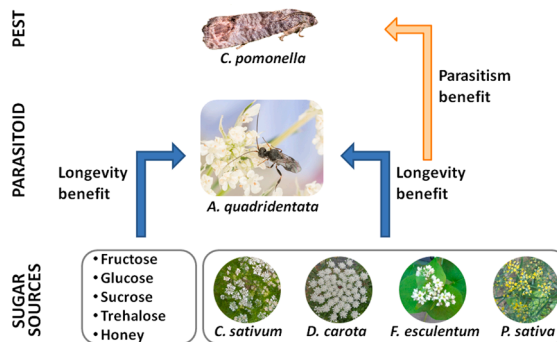 PEST
C. pomonella
Parasitism
benefit
PARASITOID
Longevity
benefit
A. quadridentata
Longevity
benefit
SUGAR
SOURCES
• Fructose
• Glucose
• Sucrose
• Trehalose
• Honey
C. sativum
D. carota
F. esculentum
P. sativa